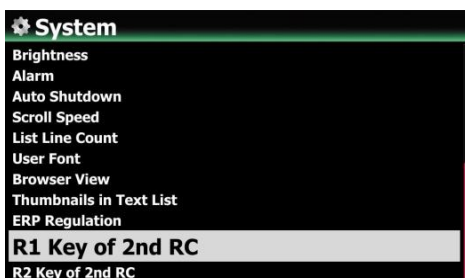 System
Brightness
Alarm
Auto Shutdown
Scroll Speed
List Line Count
User Font
Browser View
Thumbnails in Text List
ERP Regulation
R1 Key of 2nd RC
R2 Key of 2nd RC